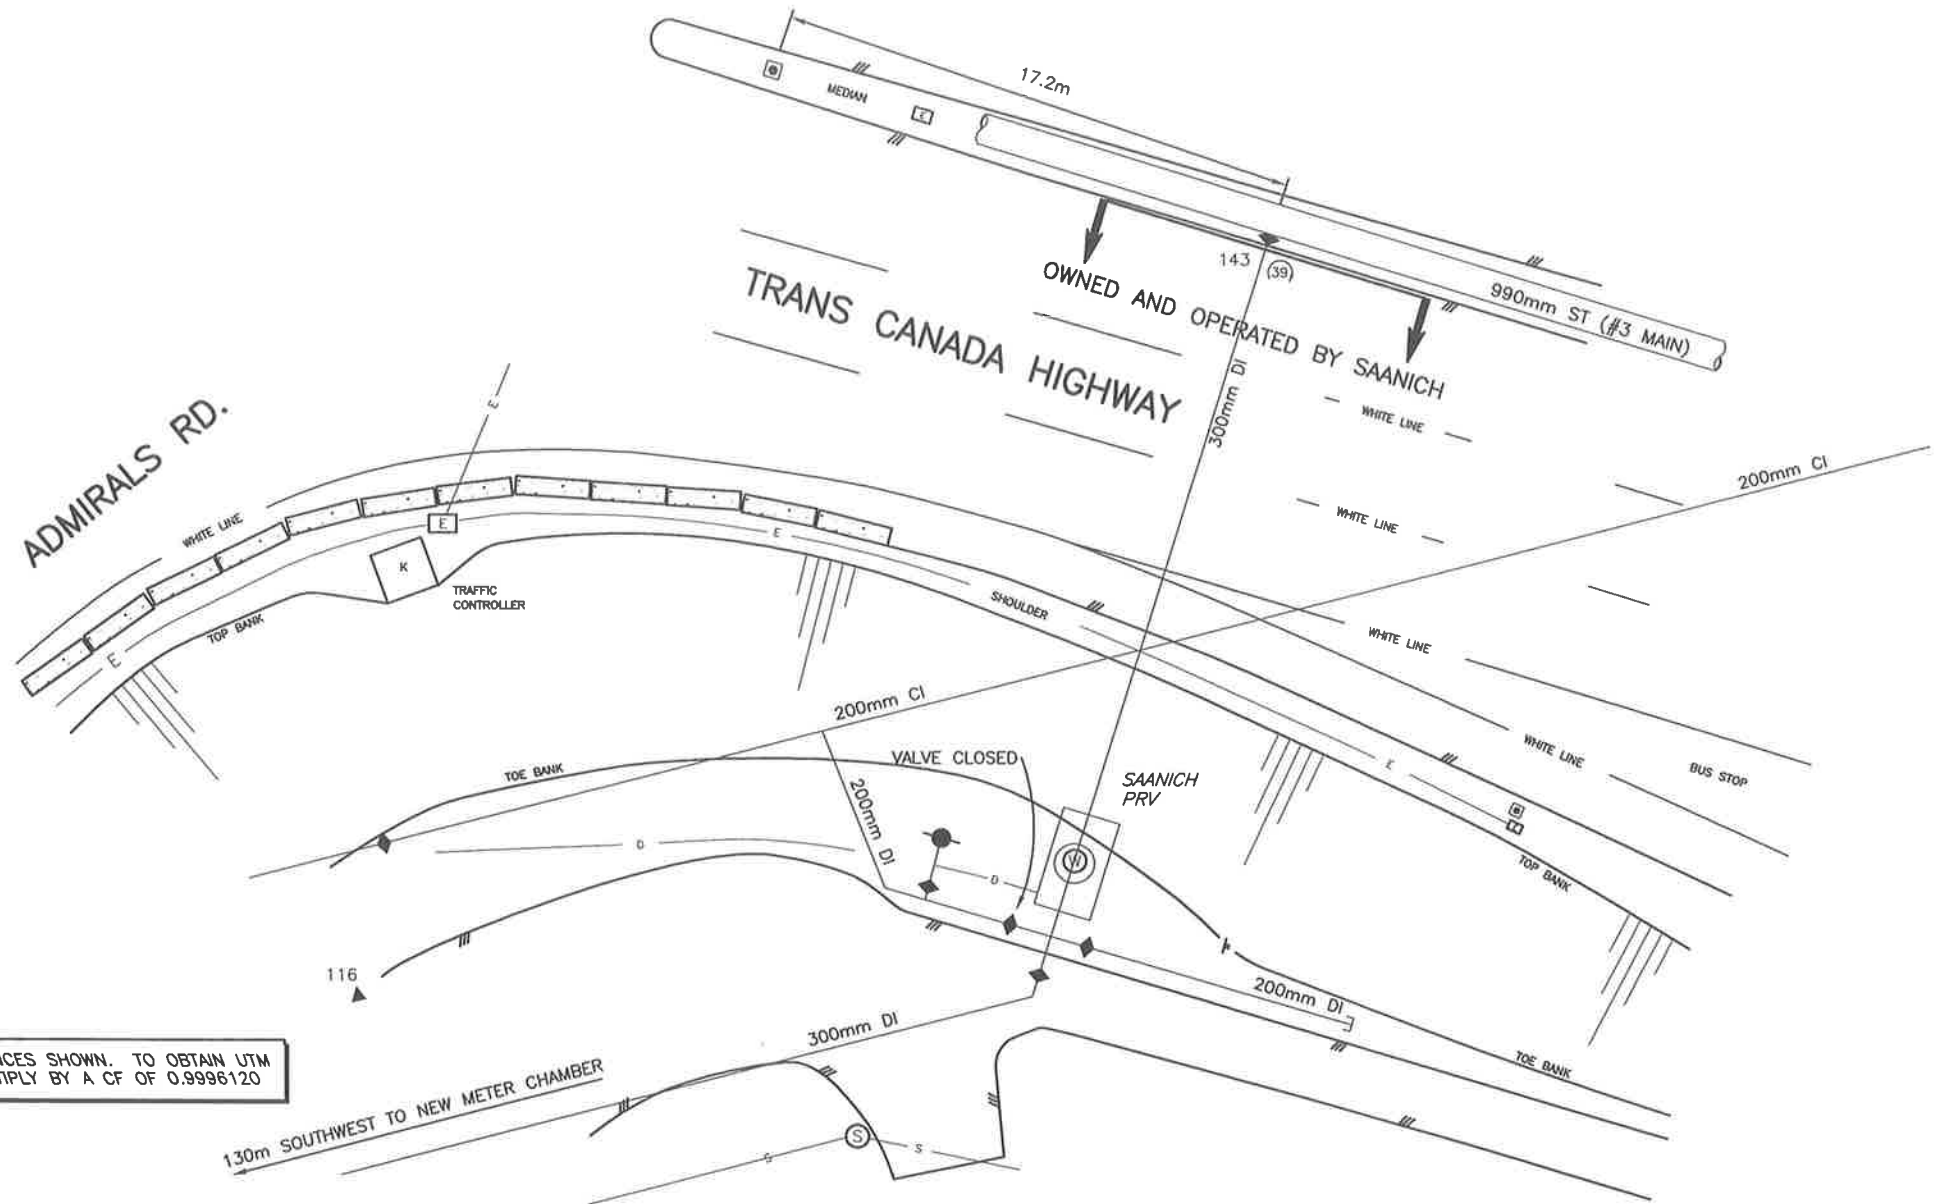 17.2m
MEDIAN
E
143
39
OWNED AND OPERATED BY SAANICH
990mm ST (#3 MAIN)
TRANS CANADA HIGHWAY
300mm DI
WHITE LINE
200mm CI
ADMIRALS RD.
WHITE LINE
E
E
K
TRAFFIC
CONTROLLER
E
TOP BANK
E
SHOULDER
WHITE LINE
WHITE LINE
WHITE LINE
BUS STOP
200mm CI
VALVE CLOSED
TOE BANK
200mm DI
SAANICH
PRV
E
D
D
W
TOP BANK
116
200mm DI
300mm DI
TOE BANK
CES SHOWN. TO OBTAIN UTM
TIPLY BY A CF OF 0.9996120
130m SOUTHWEST TO NEW METER CHAMBER
S
S
S